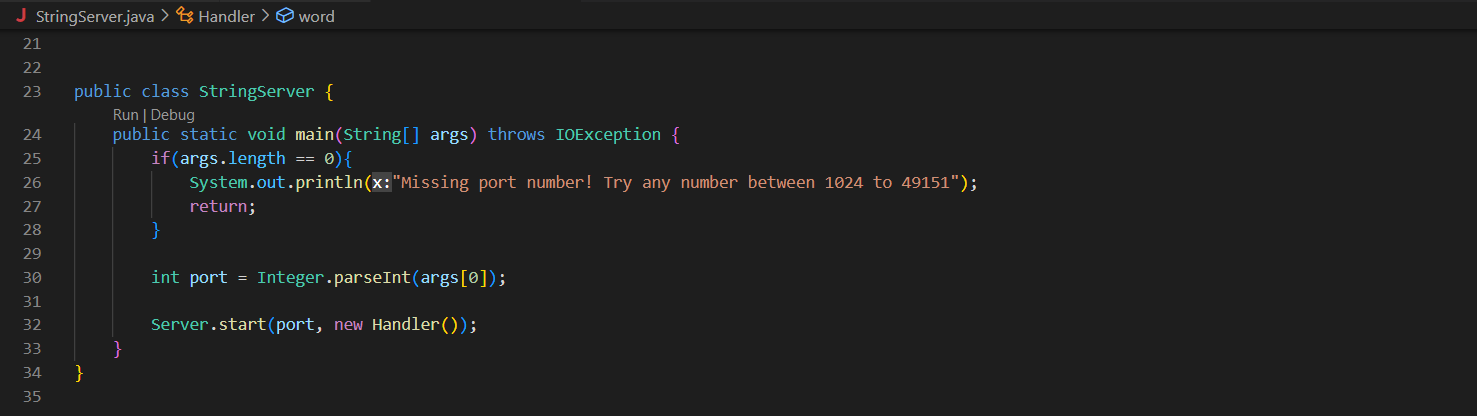 StringServer.java > Handler > word
21
22
23 public class StringServer {
Run | Debug
24 public static void main(String[] args) throws IOException {
25 if(args.length == 0){
26 System.out.println(x:"Missing port number! Try any number between 1024 to 49151");
27 return;
28 }
29
30 int port = Integer.parseInt(args[0]);
31
32 Server.start(port, new Handler());
33 }
34 }
35